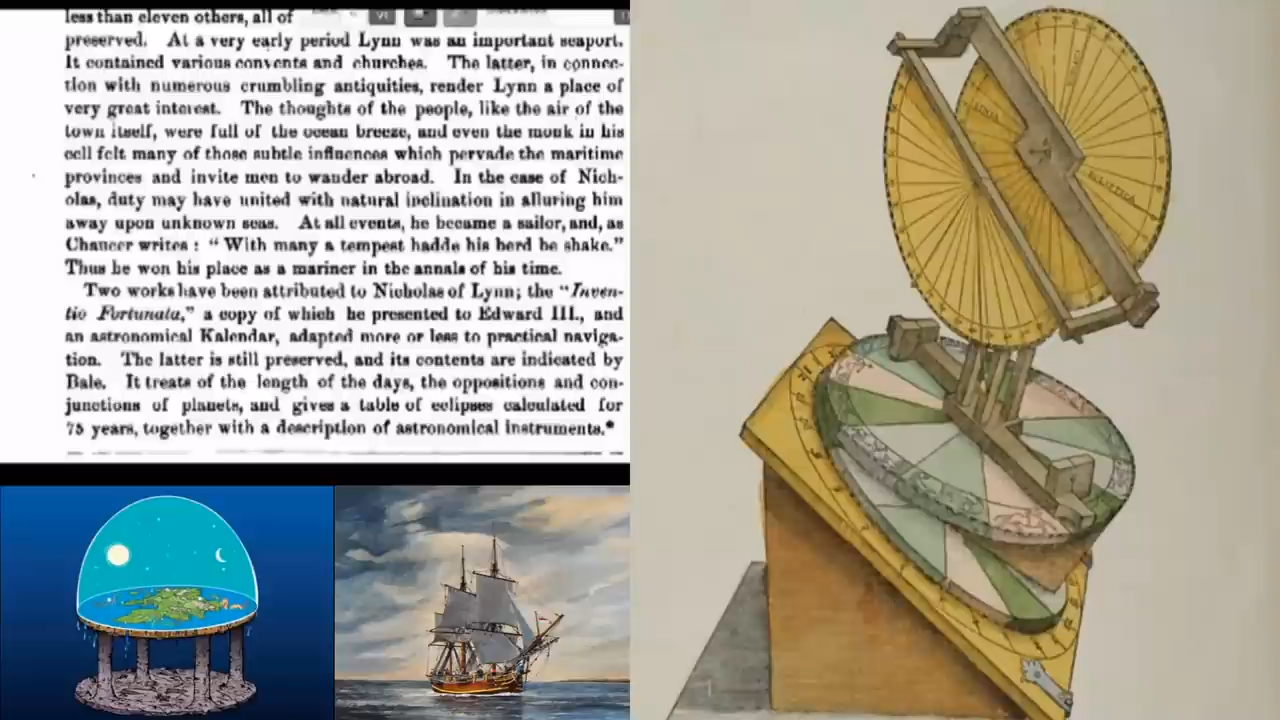 less than eleven others, all of
preserved. At a very early period Lynn was an important seaport.
It contained various convents and churches. The latter, in connec-
tion with numerous crumbling antiquities, render Lynn a place of
very great interest. The thoughts of the people, like the air of the
town itself, were full of the ocean breeze, and even the monk in his
cell felt many of those subtle influences which pervade the maritime
provinces and invite men to wander abroad. In the case of Nich-
olas, duty may have united with natural inclination in alluring him
away upon unknown seas. At all events, he became a sailor, and, as
Chaucer writes: "With many a tempest hadde his berd be shake."
Thus he won his place as a mariner in the annals of his time.
Two works have been attributed to Nicholas of Lynn; the "Inven-
tio Fortunata," a copy of which he presented to Edward III., and
an astronomical Kalendar, adapted more or less to practical naviga-
tion. The latter is still preserved, and its contents are indicated by
Bale. It treats of the length of the days, the oppositions and con-
junctions of planets, and gives a table of eclipses calculated for
75 years, together with a description of astronomical instruments.*
ECLIPTICA